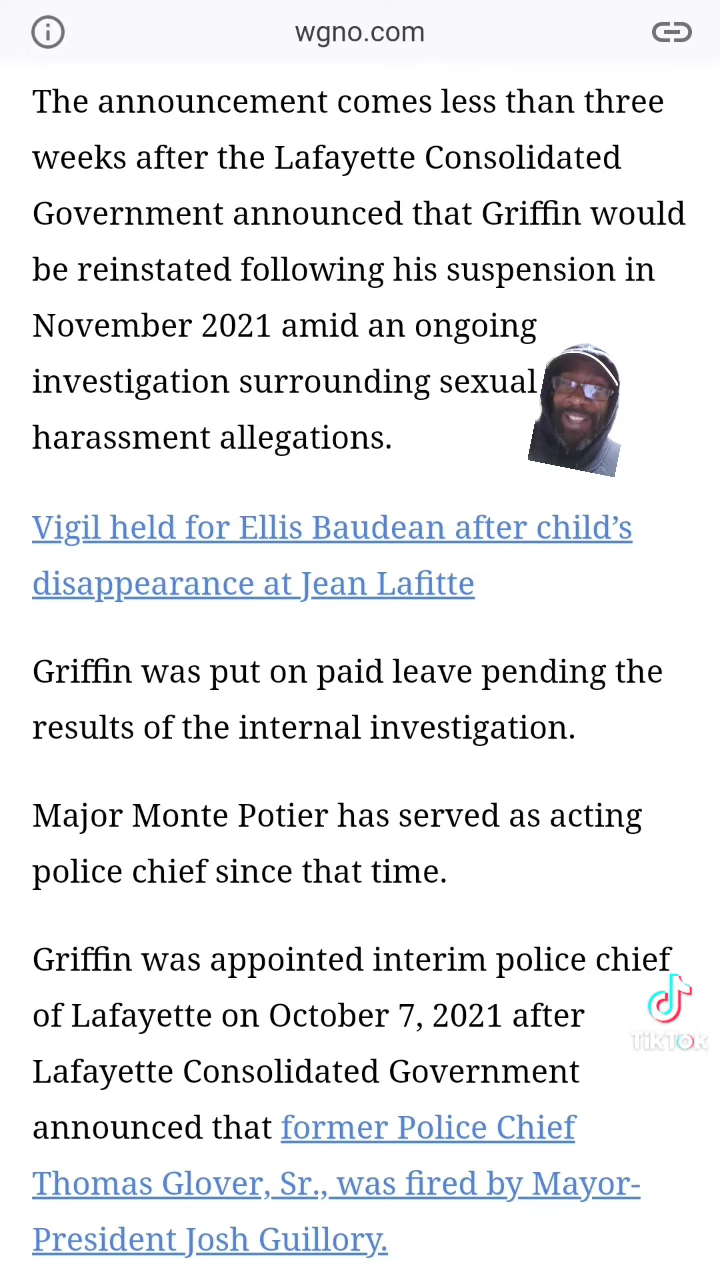 wgno.com
The announcement comes less than three
weeks after the Lafayette Consolidated
Government announced that Griffin would
be reinstated following his suspension in
November 2021 amid an ongoing
investigation surrounding sexual
harassment allegations.
Vigil held for Ellis Baudean after child’s
disappearance at Jean Lafitte
Griffin was put on paid leave pending the
results of the internal investigation.
Major Monte Potier has served as acting
police chief since that time.
Griffin was appointed interim police chief
of Lafayette on October 7, 2021 after
TikTok
Lafayette Consolidated Government
announced that former Police Chief
Thomas Glover, Sr., was fired by Mayor-
President Josh Guillory.